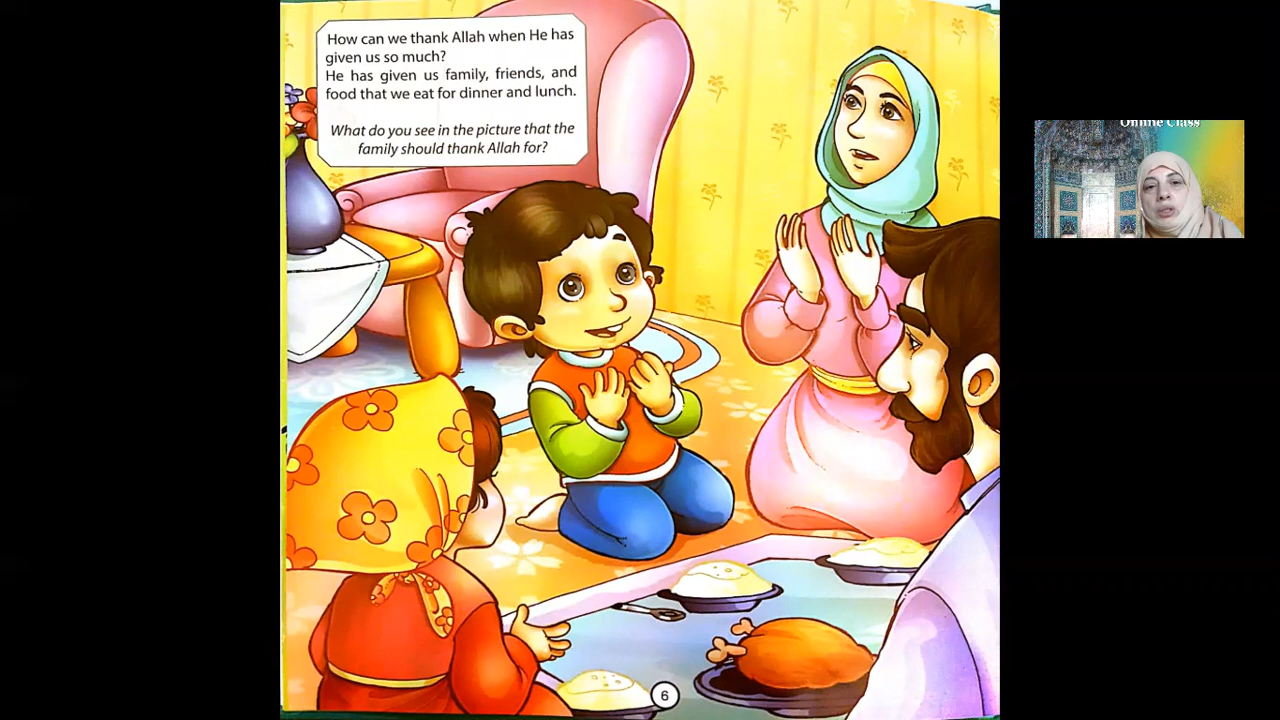 How can we thank Allah when He has
given us so much?
He has given us family, friends, and
food that we eat for dinner and lunch.
What do you see in the picture that the
family should thank Allah for?
Online Class
6